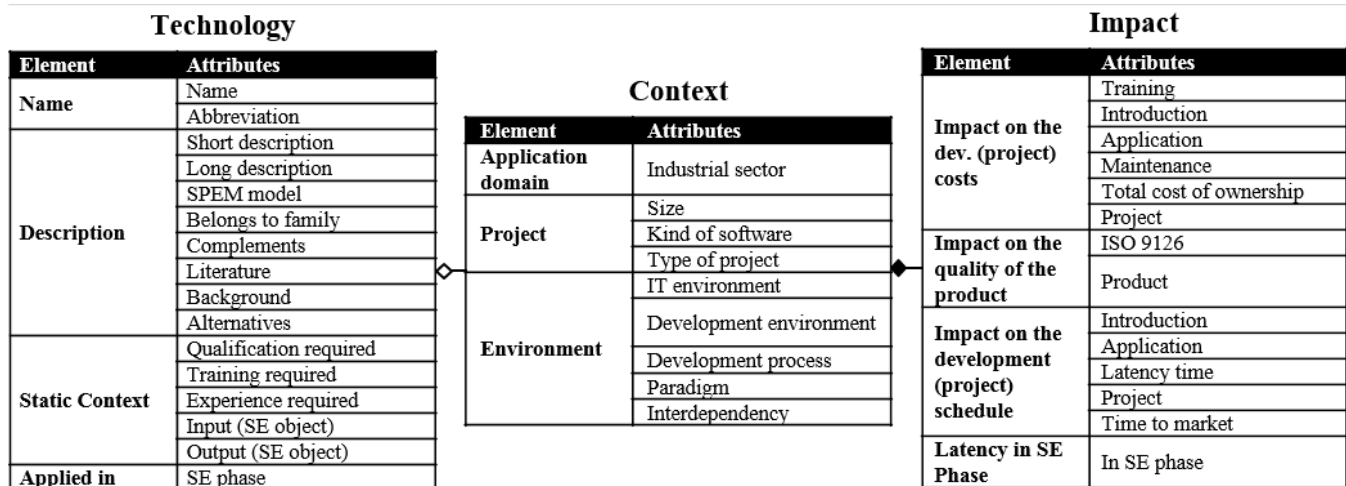 Technology
Element Attributes
Name
Name
Abbreviation
Description
Short description
Long description
SPEM model
Belongs to family
Complements
Literature
Background
Alternatives
Static Context
Qualification required
Training required
Experience required
Input (SE object)
Output (SE object)
Applied in SE phase
Context
Element Attributes
Application
domain
Industrial sector
Project
Size
Kind of software
Type of project
Environment
IT environment
Development environment
Development process
Paradigm
Interdependency
Impact
Element Attributes
Impact on the
dev. (project)
costs
Training
Introduction
Application
Maintenance
Total cost of ownership
Project
Impact on the
quality of the
product
ISO 9126
Product
Impact on the
development
(project)
schedule
Introduction
Application
Latency time
Project
Time to market
Latency in SE
Phase
In SE phase